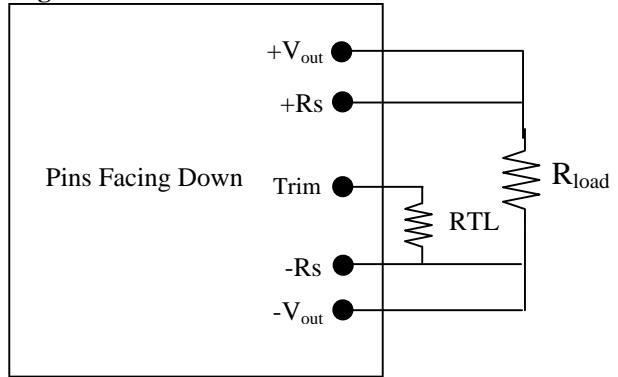 +Vout
+Rs
Pins Facing Down
Trim
Rload
RTL
-Rs
-Vout